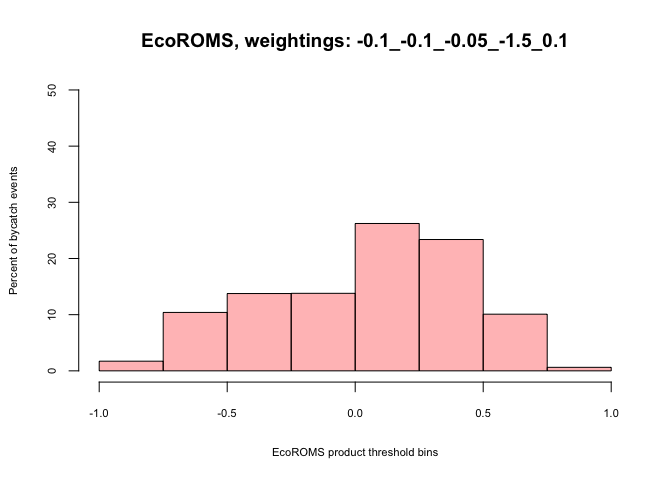 EcoROMS, weightings: -0.1_-0.1_-0.05_-1.5_0.1
50
40
30
20
10
0
Percent of bycatch events
-1.0 -0.5 0.0 0.5 1.0
EcoROMS product threshold bins